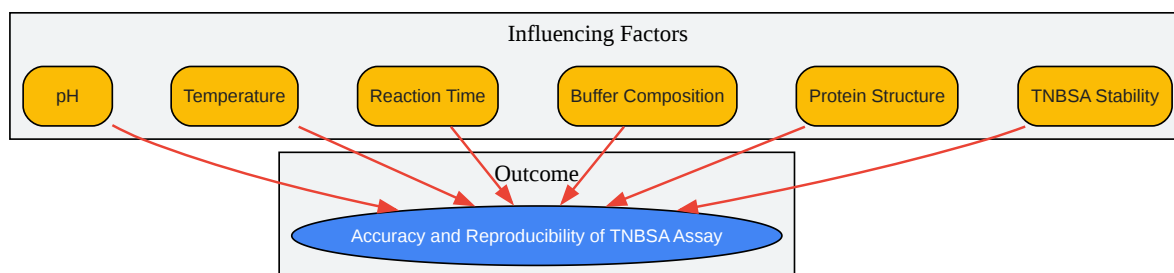 Influencing Factors
pH
Temperature
Reaction Time
Buffer Composition
Protein Structure
TNBSA Stability
Outcome
Accuracy and Reproducibility of TNBSA Assay